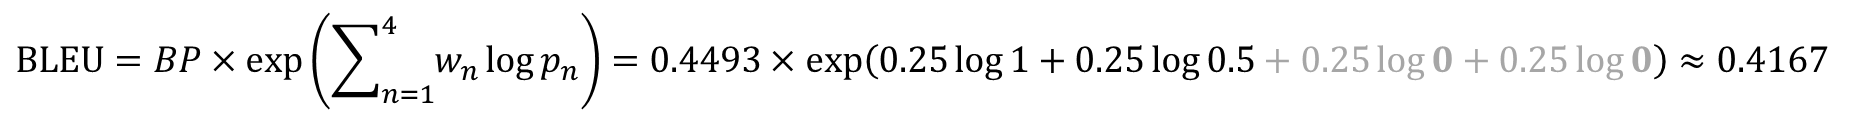 BLEU = BP × exp(∑_{n=1}^{4} w_n log p_n) = 0.4493 × exp(0.25 log 1 + 0.25 log 0.5 + 0.25 log 0 + 0.25 log 0) ≈ 0.4167